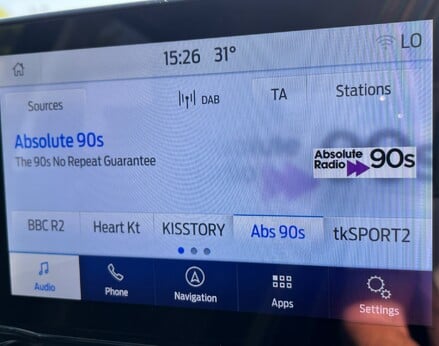 15:26 31° LO
Sources DAB TA Stations
Absolute 90s
The 90s No Repeat Guarantee
Absolute
Radio 90s
BBC R2 Heart Kt KISSTORY Abs 90s tkSPORT2
Audio Phone Navigation Apps Settings